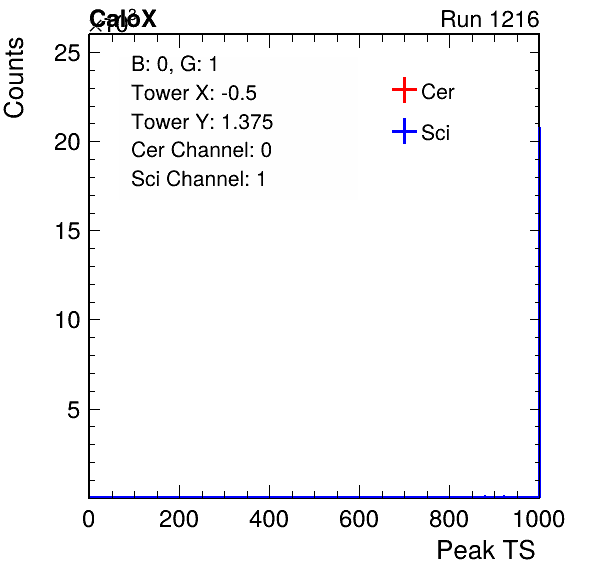 CaloX
×10³
Run 1216
Counts
25
20
15
10
5
B: 0, G: 1
Tower X: -0.5
Tower Y: 1.375
Cer Channel: 0
Sci Channel: 1
Cer
Sci
0 200 400 600 800 1000
Peak TS